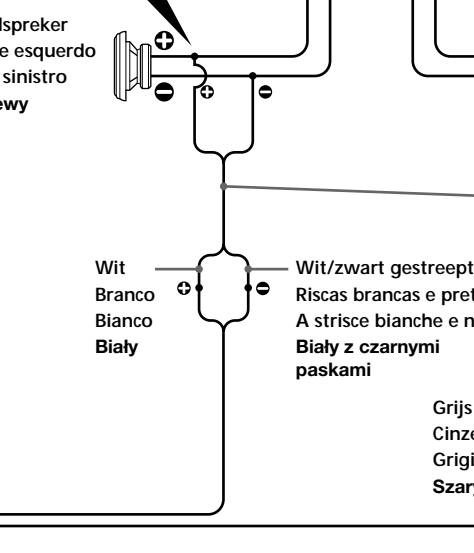 dspreker
e esquerdo
sinistro
ewy
Wit
Branco
Bianco
Biały
Wit/zwart gestreept
Riscas brancas e pret
A strisce bianche e n
Biały z czarnymi
paskami
Grijs
Cinze
Grigi
Szary